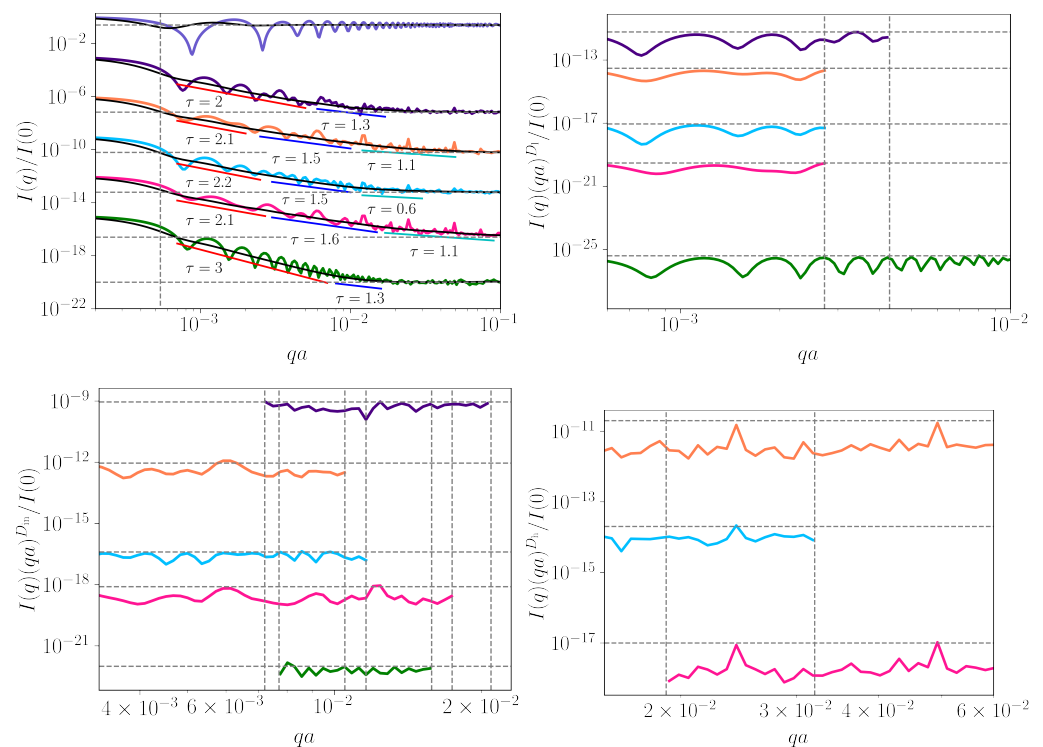 I(q)/I(0)
10⁻²
10⁻⁶
10⁻¹⁰
10⁻¹⁴
10⁻¹⁸
10⁻²²
τ = 2
τ = 1.3
τ = 2.1
τ = 1.5
τ = 1.1
τ = 2.2
τ = 1.5
τ = 0.6
τ = 2.1
τ = 1.6
τ = 1.1
τ = 3
τ = 1.3
10⁻³ 10⁻² 10⁻¹
qa
I(q)(qa)^{D_l}/I(0)
10⁻¹³
10⁻¹⁷
10⁻²¹
10⁻²⁵
10⁻³ 10⁻²
qa
I(q)(qa)^{D_m}/I(0)
10⁻⁹
10⁻¹²
10⁻¹⁵
10⁻¹⁸
10⁻²¹
4 × 10⁻³ 6 × 10⁻³ 10⁻² 2 × 10⁻²
qa
I(q)(qa)^{D_h}/I(0)
10⁻¹¹
10⁻¹³
10⁻¹⁵
10⁻¹⁷
2 × 10⁻² 3 × 10⁻² 4 × 10⁻² 6 × 10⁻²
qa